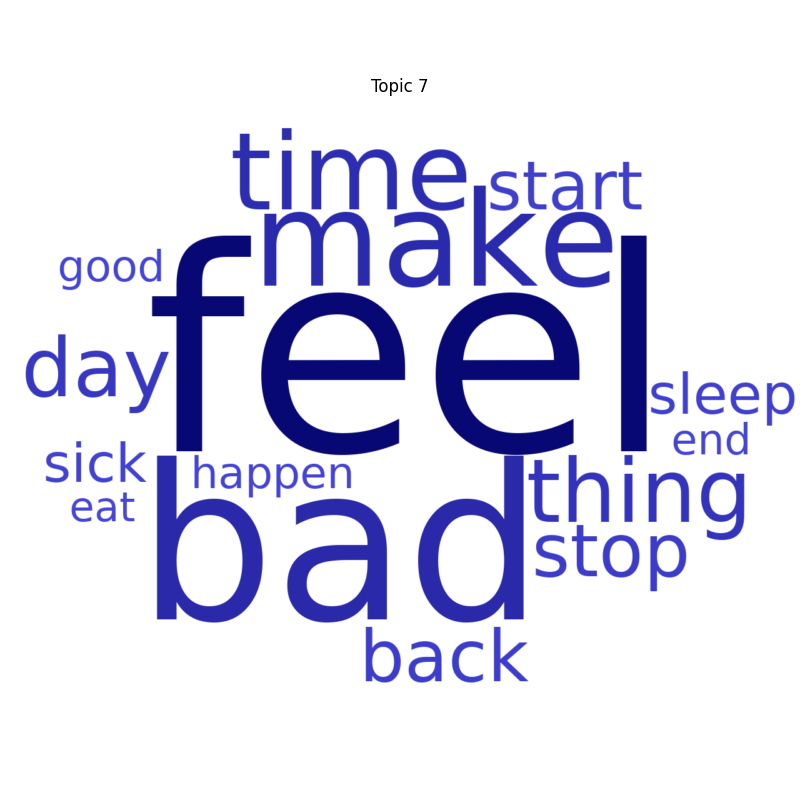 Topic 7
time
start
make
good
feel
day
sleep
end
sick
happen
thing
eat
bad
stop
back